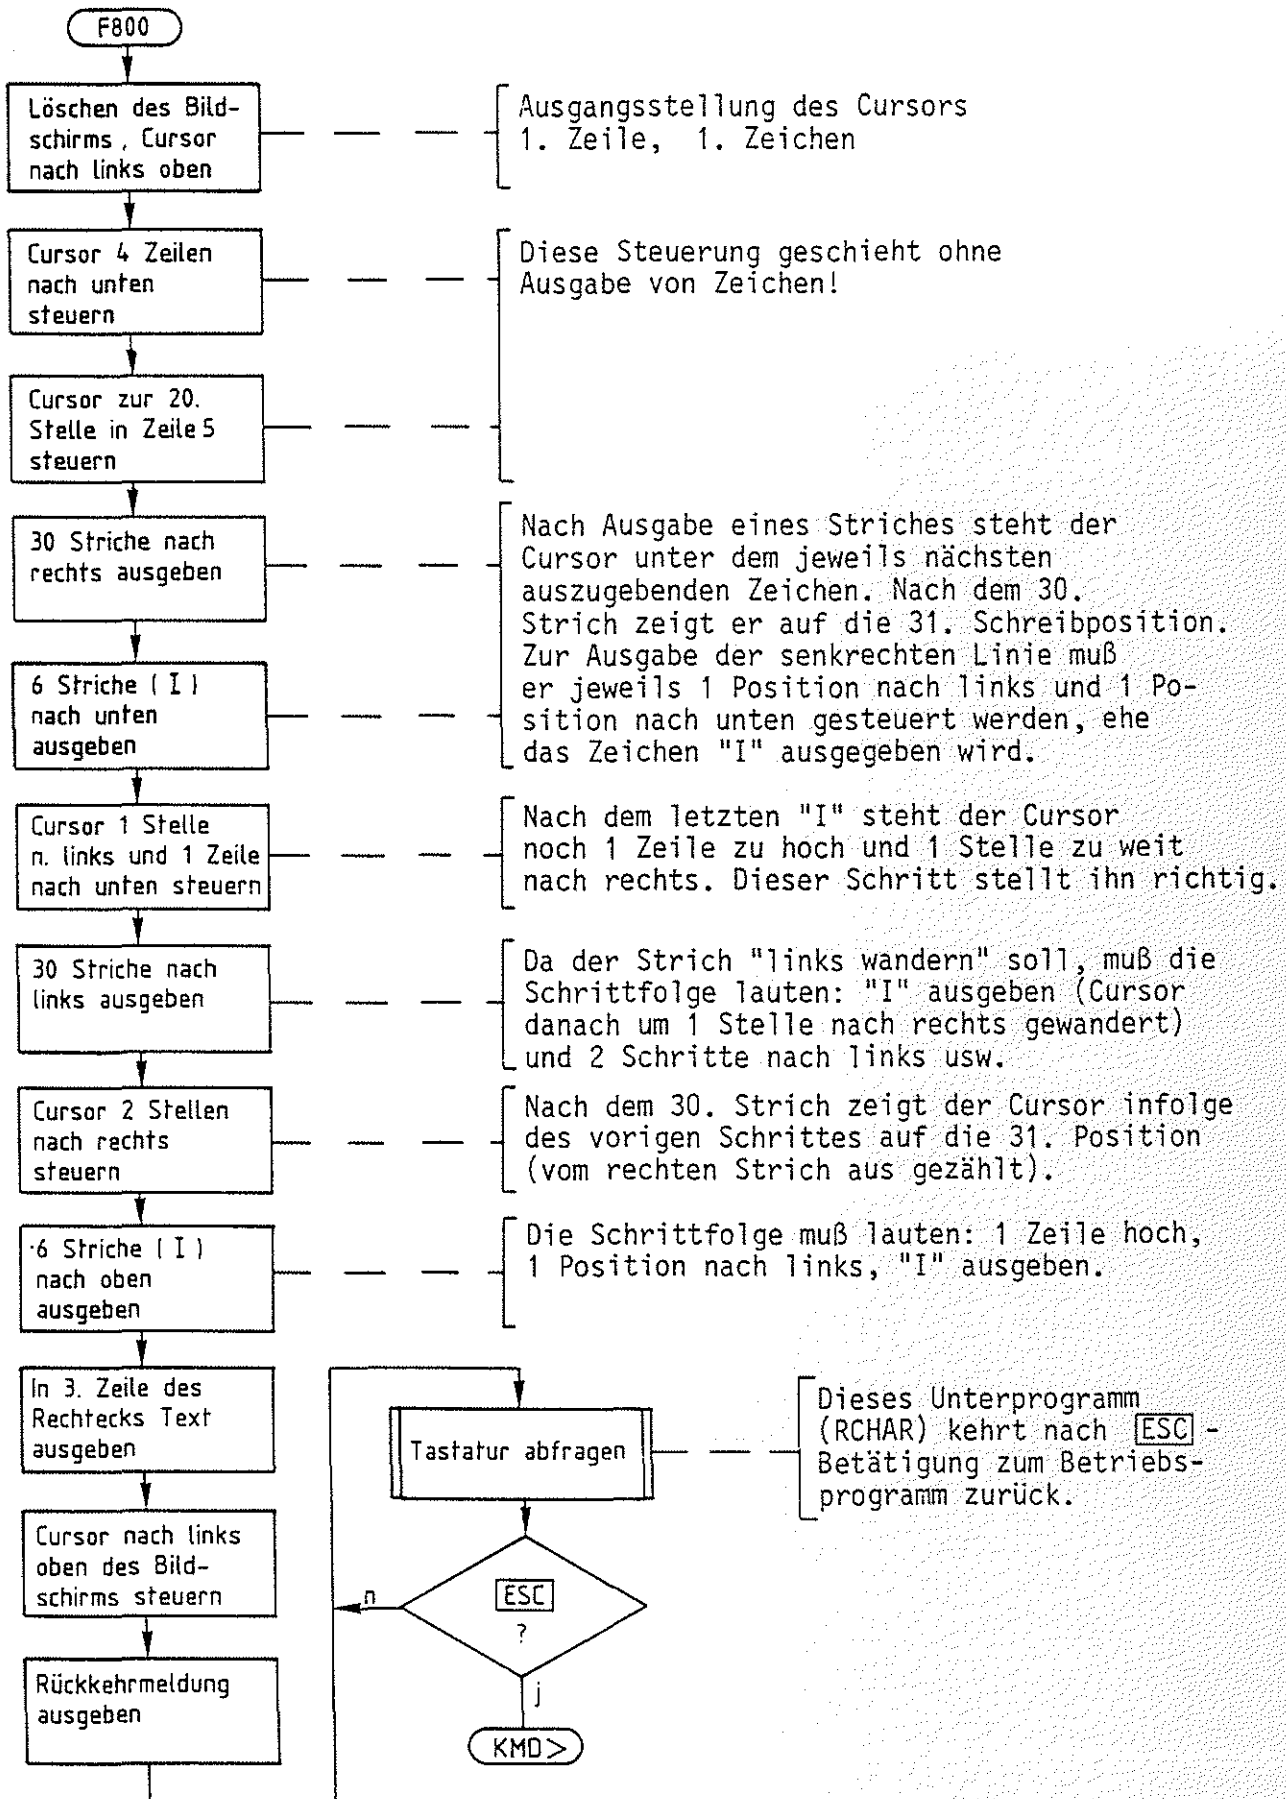 F800
Löschen des Bild-
schirms, Cursor
nach links oben
Ausgangsstellung des Cursors
1. Zeile, 1. Zeichen
Cursor 4 Zeilen
nach unten
steuern
Diese Steuerung geschieht ohne
Ausgabe von Zeichen!
Cursor zur 20.
Stelle in Zeile 5
steuern
30 Striche nach
rechts ausgeben
Nach Ausgabe eines Striches steht der
Cursor unter dem jeweils nächsten
auszugebenden Zeichen. Nach dem 30.
Strich zeigt er auf die 31. Schreibposition.
Zur Ausgabe der senkrechten Linie muß
er jeweils 1 Position nach links und 1 Po-
sition nach unten gesteuert werden, ehe
das Zeichen "I" ausgegeben wird.
6 Striche ( I )
nach unten
ausgeben
Cursor 1 Stelle
n. links und 1 Zeile
nach unten steuern
Nach dem letzten "I" steht der Cursor
noch 1 Zeile zu hoch und 1 Stelle zu weit
nach rechts. Dieser Schritt stellt ihn richtig.
30 Striche nach
links ausgeben
Da der Strich "links wandern" soll, muß die
Schrittfolge lauten: "I" ausgeben (Cursor
danach um 1 Stelle nach rechts gewandert)
und 2 Schritte nach links usw.
Cursor 2 Stellen
nach rechts
steuern
Nach dem 30. Strich zeigt der Cursor infolge
des vorigen Schrittes auf die 31. Position
(vom rechten Strich aus gezählt).
6 Striche ( I )
nach oben
ausgeben
Die Schrittfolge muß lauten: 1 Zeile hoch,
1 Position nach links, "I" ausgeben.
In 3. Zeile des
Rechtecks Text
ausgeben
Cursor nach links
oben des Bild-
schirms steuern
Rückkehrmeldung
ausgeben
Tastatur abfragen
Dieses Unterprogramm
(RCHAR) kehrt nach ESC -
Betätigung zum Betriebs-
programm zurück.
ESC
?
n
j
KMD>